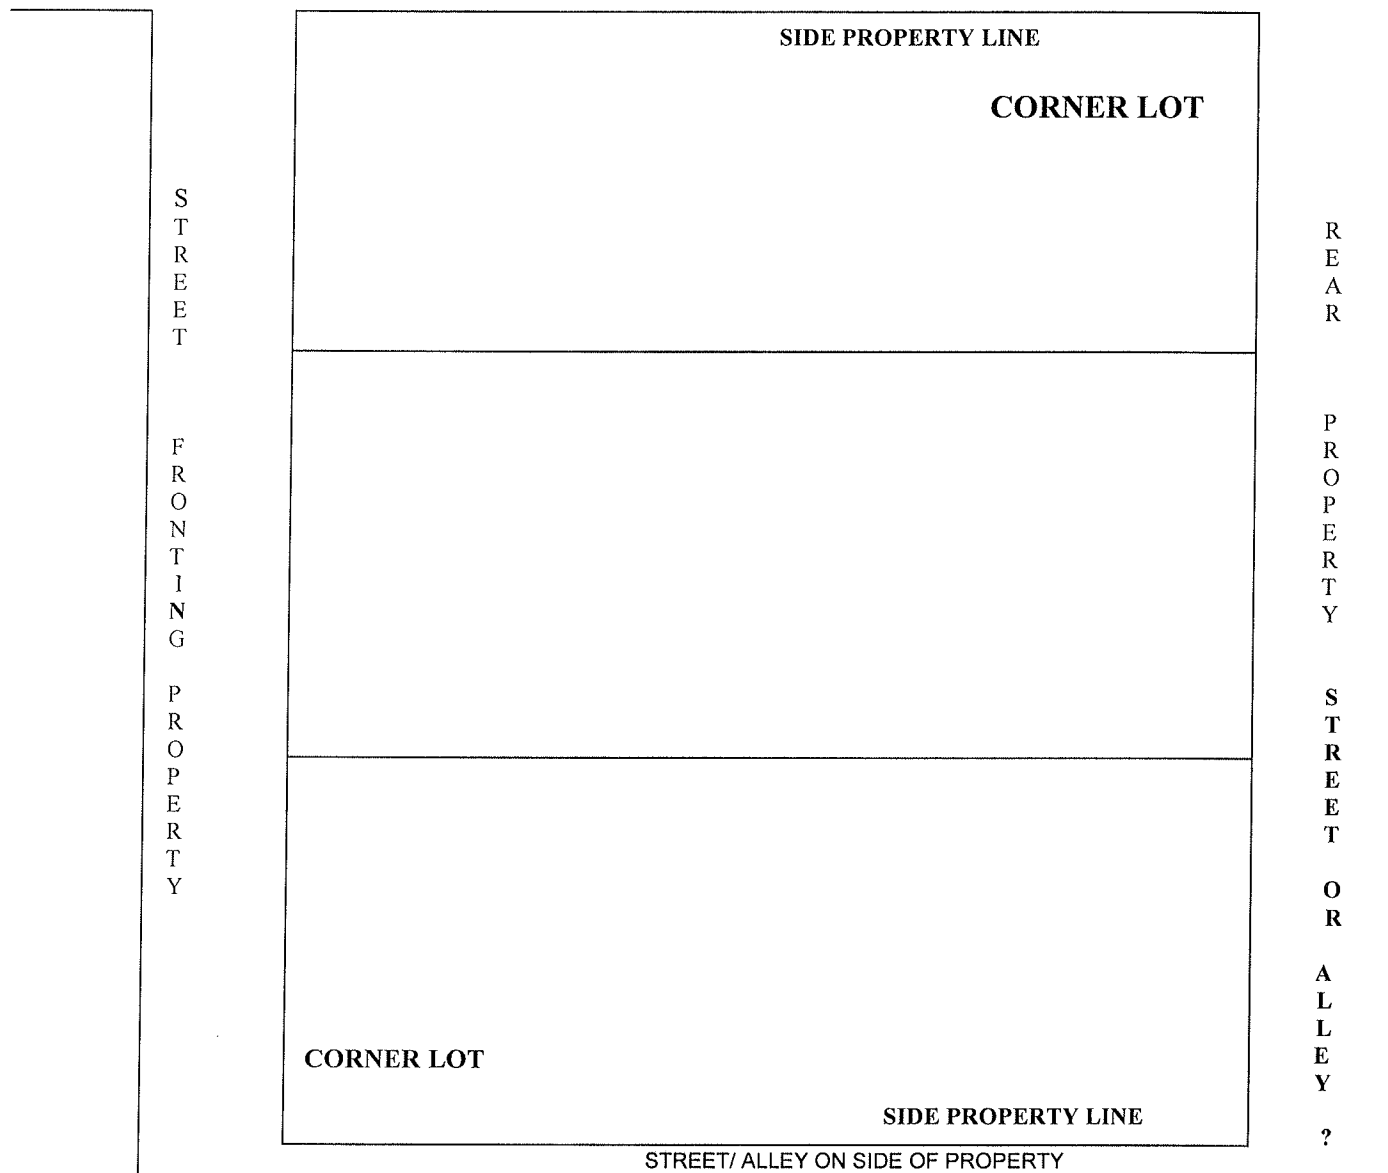 SIDE PROPERTY LINE
CORNER LOT
STREET FRONTING PROPERTY
REAR PROPERTY STREET OR ALLEY ?
CORNER LOT
SIDE PROPERTY LINE
STREET/ ALLEY ON SIDE OF PROPERTY